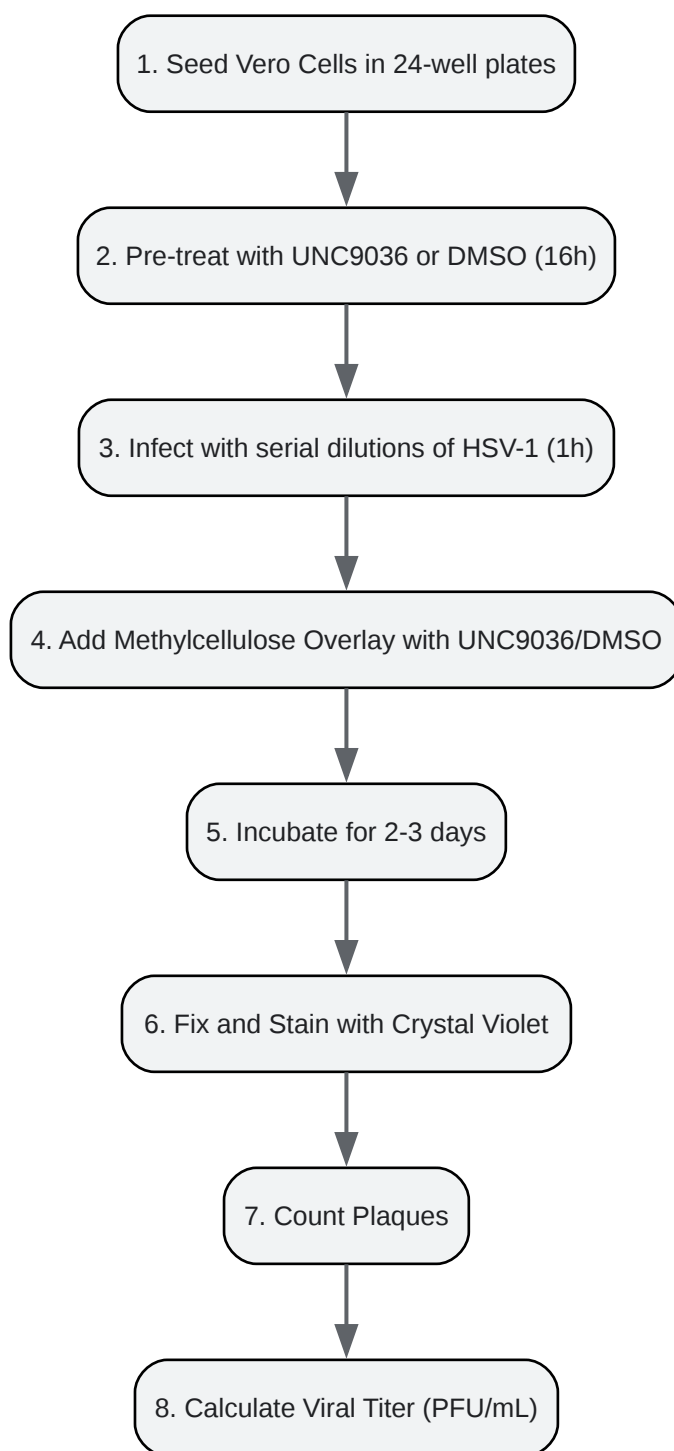 1. Seed Vero Cells in 24-well plates
2. Pre-treat with UNC9036 or DMSO (16h)
3. Infect with serial dilutions of HSV-1 (1h)
4. Add Methylcellulose Overlay with UNC9036/DMSO
5. Incubate for 2-3 days
6. Fix and Stain with Crystal Violet
7. Count Plaques
8. Calculate Viral Titer (PFU/mL)